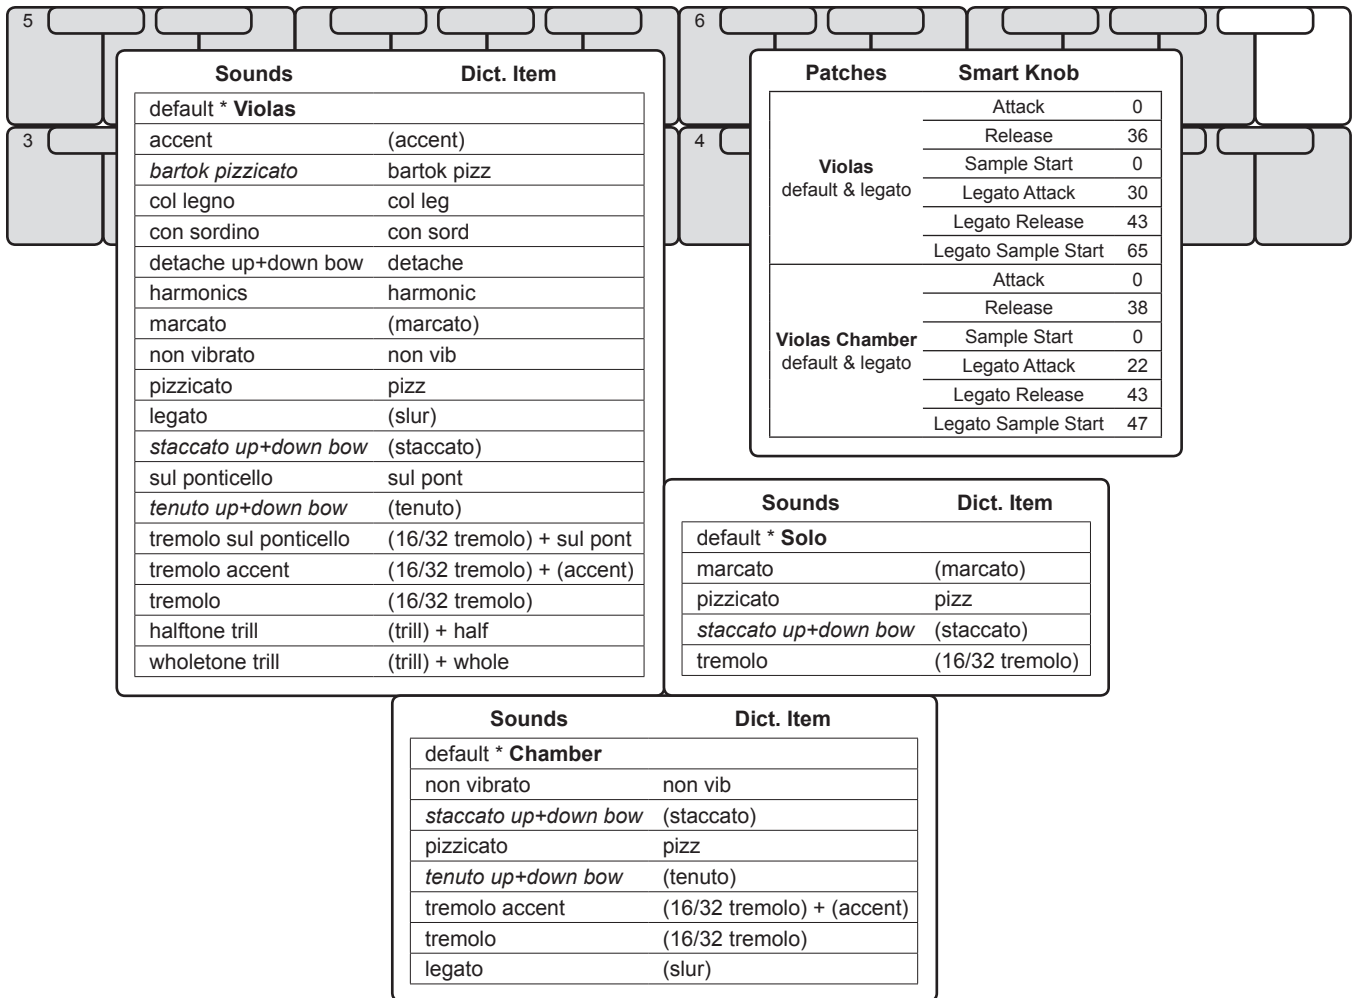 5
6
3
4
Sounds Dict. Item
default * Violas
accent (accent)
bartok pizzicato bartok pizz
col legno col leg
con sordino con sord
detache up+down bow detache
harmonics harmonic
marcato (marcato)
non vibrato non vib
pizzicato pizz
legato (slur)
staccato up+down bow (staccato)
sul ponticello sul pont
tenuto up+down bow (tenuto)
tremolo sul ponticello (16/32 tremolo) + sul pont
tremolo accent (16/32 tremolo) + (accent)
tremolo (16/32 tremolo)
halftone trill (trill) + half
wholetone trill (trill) + whole
Patches Smart Knob
Violas
default & legato
Attack 0
Release 36
Sample Start 0
Legato Attack 30
Legato Release 43
Legato Sample Start 65
Violas Chamber
default & legato
Attack 0
Release 38
Sample Start 0
Legato Attack 22
Legato Release 43
Legato Sample Start 47
Sounds Dict. Item
default * Solo
marcato (marcato)
pizzicato pizz
staccato up+down bow (staccato)
tremolo (16/32 tremolo)
Sounds Dict. Item
default * Chamber
non vibrato non vib
staccato up+down bow (staccato)
pizzicato pizz
tenuto up+down bow (tenuto)
tremolo accent (16/32 tremolo) + (accent)
tremolo (16/32 tremolo)
legato (slur)